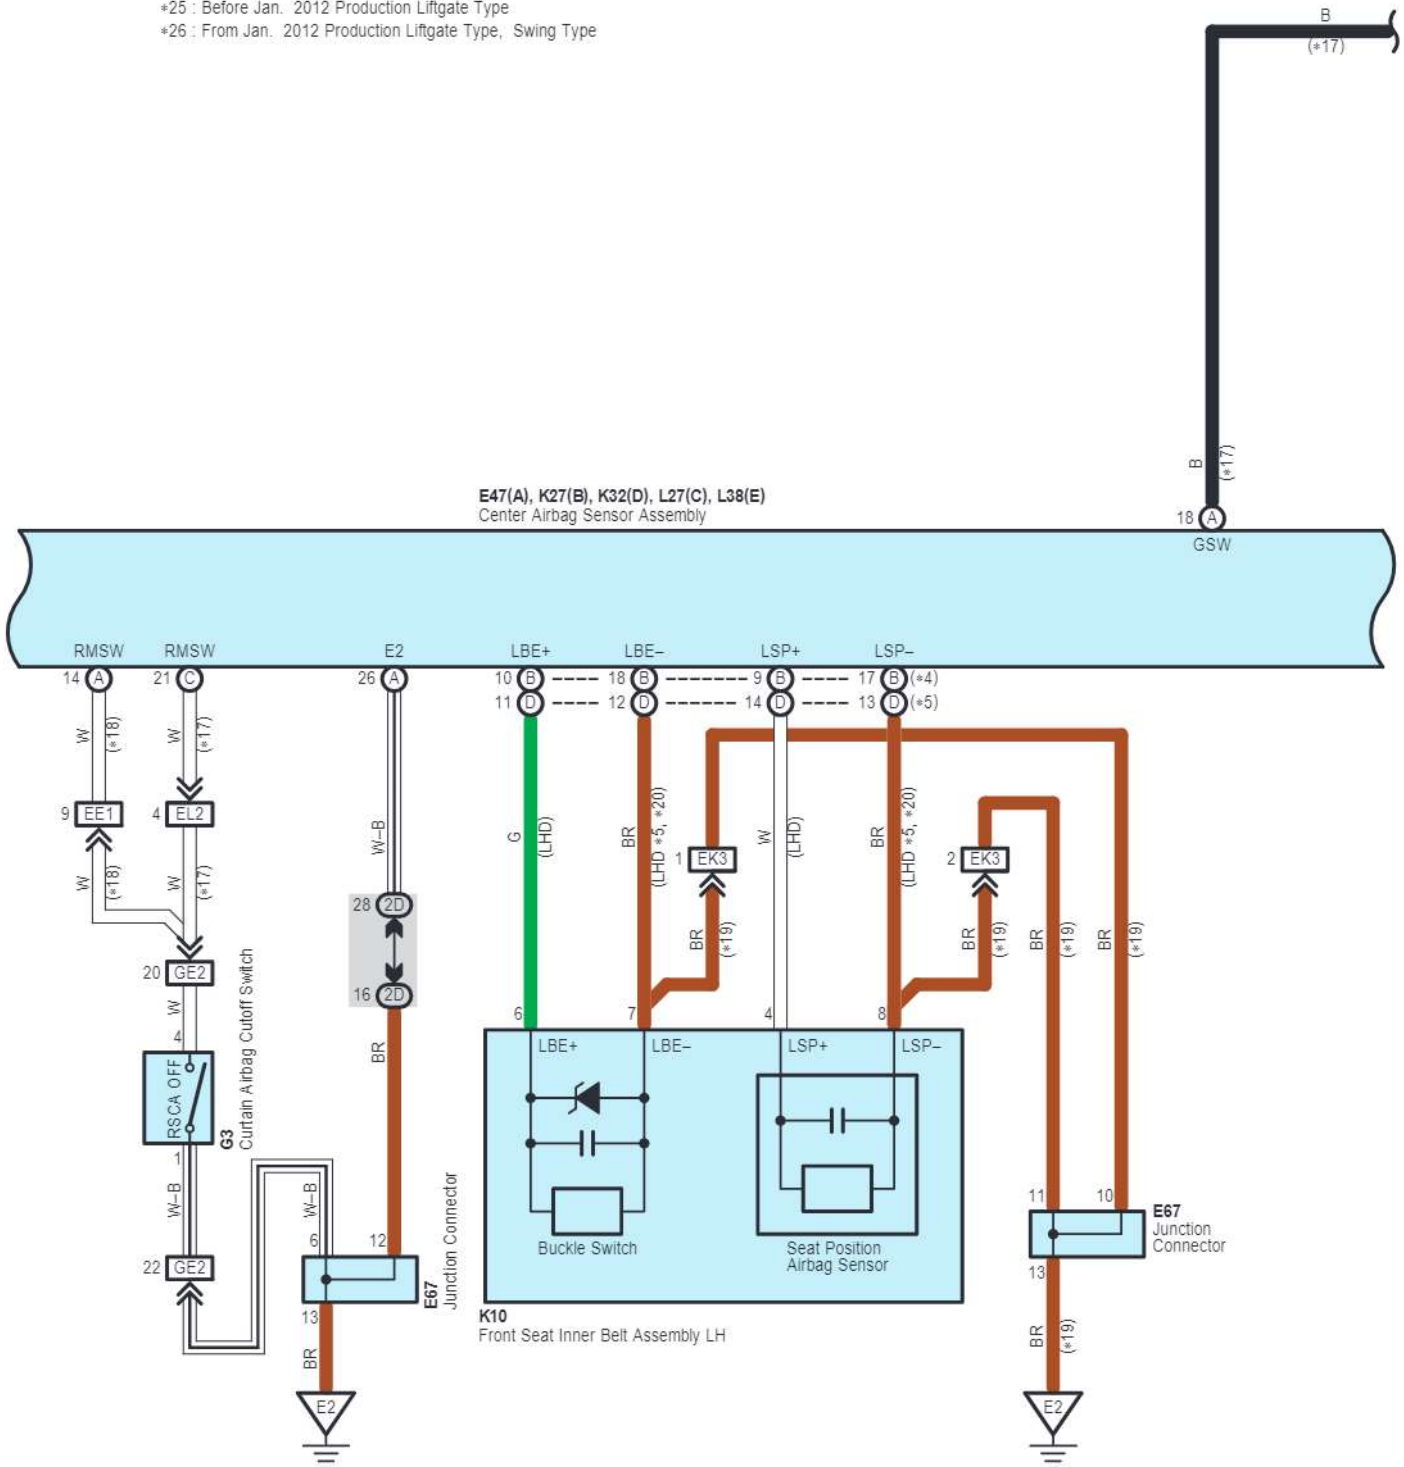 *25 : Before Jan. 2012 Production Liftgate Type
*26 : From Jan. 2012 Production Liftgate Type, Swing Type
B
(*17)
B
(*17)
E47(A), K27(B), K32(D), L27(C), L38(E)
Center Airbag Sensor Assembly
18 A
GSW
RMSW RMSW E2 LBE+ LBE– LSP+ LSP–
14 A 21 C 26 A 10 B 18 B 9 B 17 B (*4)
11 D 12 D 14 D 13 D (*5)
W
(*18)
W
(*17)
9 EE1
4 EL2
W–B
G
(LHD)
BR
(LHD *5, *20)
1 EK3
W
(LHD)
BR
(LHD *5, *20)
2 EK3
W
(*18)
W
(*17)
28 2D
16 2D
BR
(*19)
BR
(*19)
BR
(*19)
BR
(*19)
20 GE2
W
4
RSCA OFF
G3
Curtain Airbag Cutoff Switch
1
W–B
22 GE2
BR
W–B
6
12
E67
Junction Connector
13
BR
E2
6
7
4
8
LBE+
LBE–
LSP+
LSP–
Buckle Switch
Seat Position
Airbag Sensor
K10
Front Seat Inner Belt Assembly LH
11
10
E67
Junction
Connector
13
BR
(*19)
E2